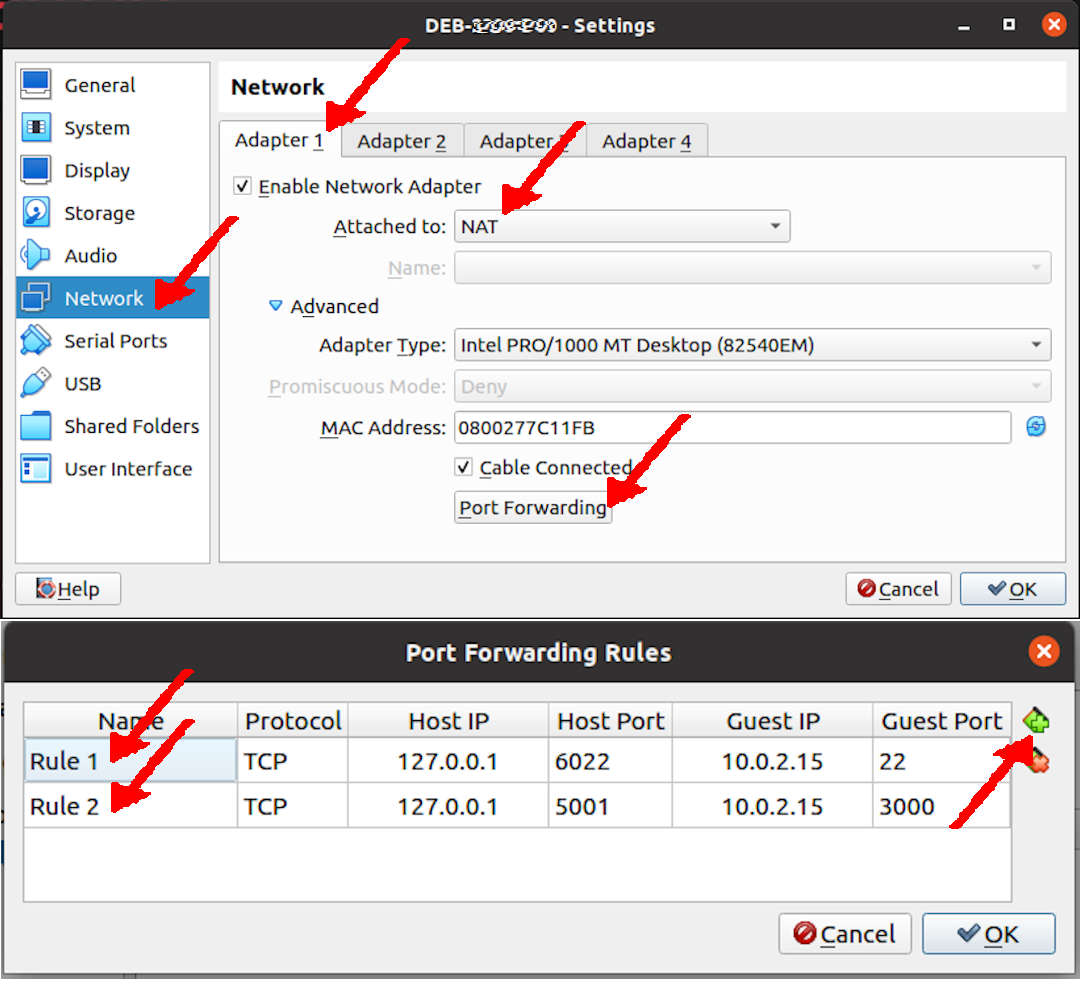 DEB- - Settings
General
System
Display
Storage
Audio
Network
Serial Ports
USB
Shared Folders
User Interface
Network
Adapter 1 Adapter 2 Adapter Adapter 4
Enable Network Adapter
Attached to: NAT
Name:
Advanced
Adapter Type: Intel PRO/1000 MT Desktop (82540EM)
Promiscuous Mode: Deny
MAC Address: 0800277C11FB
Cable Connected
Port Forwarding
Help Cancel OK
Port Forwarding Rules
Name Protocol Host IP Host Port Guest IP Guest Port
Rule 1 TCP 127.0.0.1 6022 10.0.2.15 22
Rule 2 TCP 127.0.0.1 5001 10.0.2.15 3000
Cancel OK